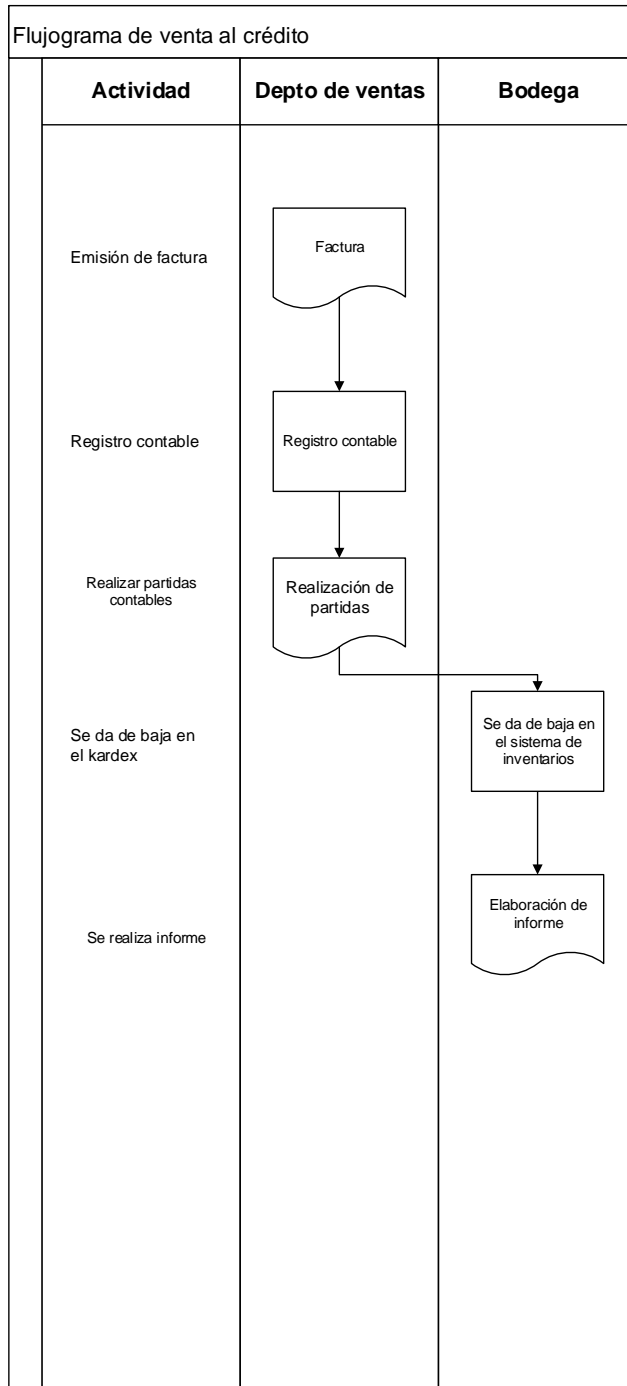 Flujograma de venta al crédito
Actividad
Depto de ventas
Bodega
Emisión de factura
Factura
Registro contable
Registro contable
Realizar partidas
contables
Realización de
partidas
Se da de baja en
el kardex
Se da de baja en
el sistema de
inventarios
Se realiza informe
Elaboración de
informe